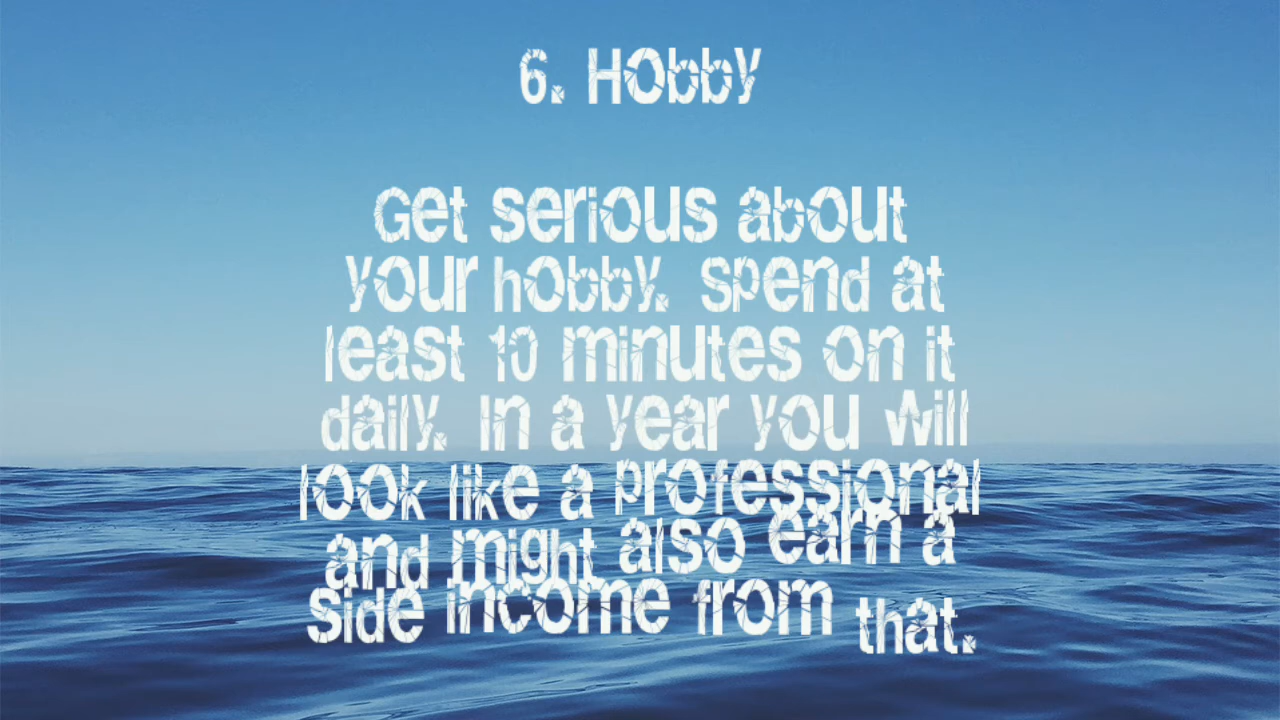 6. Hobby
Get serious about
your hobby. Spend at
least 10 minutes on it
daily. In a year you will
look like a professional
and might also earn a
side income from that.